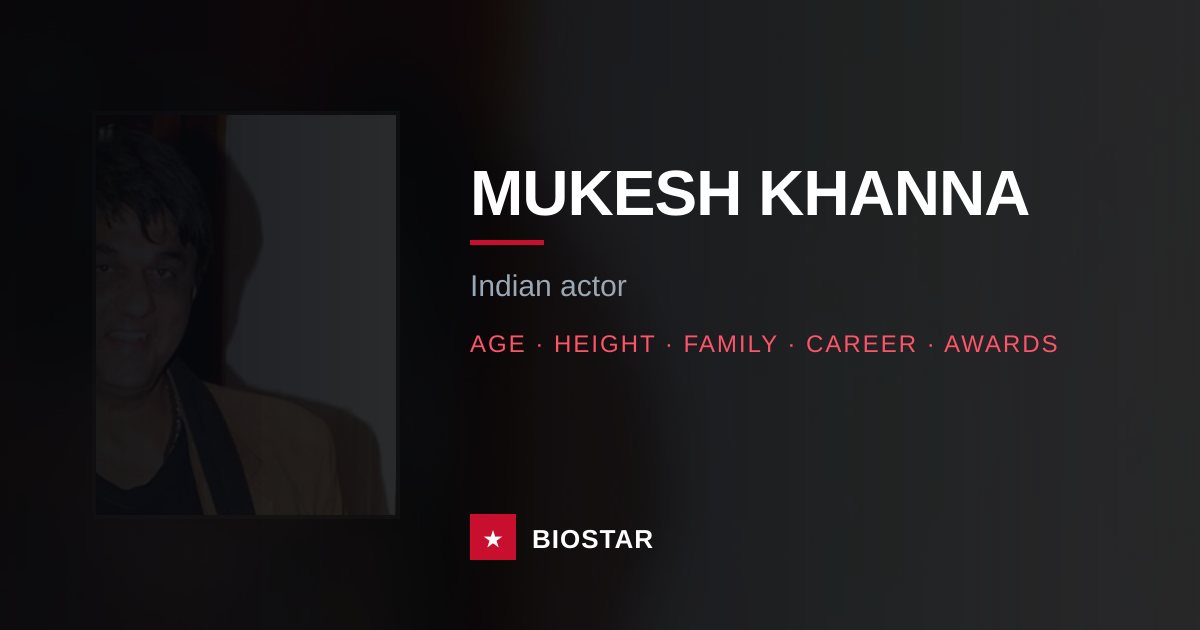 MUKESH KHANNA
Indian actor
AGE · HEIGHT · FAMILY · CAREER · AWARDS
★ BIOSTAR